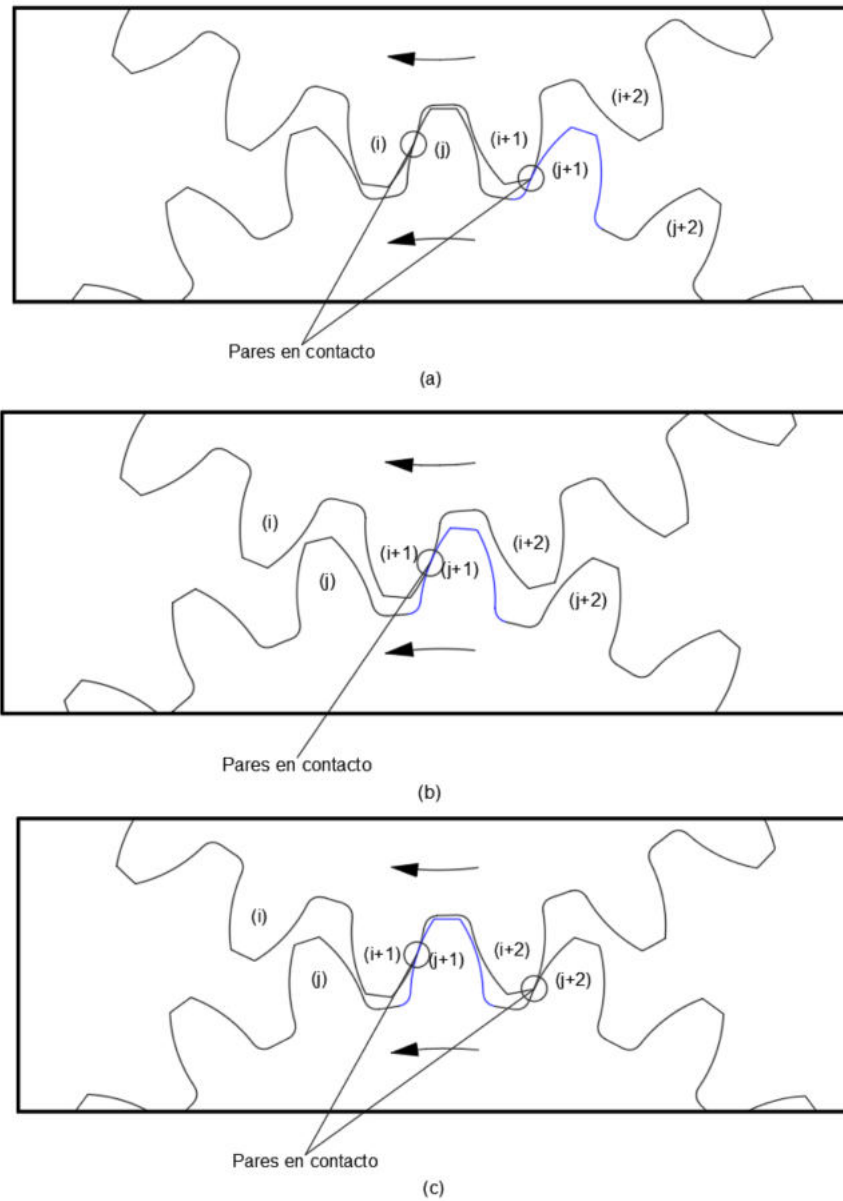 (i+2)
(i)
(j)
(i+1)
(j+1)
(j+2)
Pares en contacto
(a)
(i)
(i+1)
(i+2)
(j)
(j+1)
(j+2)
Pares en contacto
(b)
(i)
(i+1)
(i+2)
(j)
(j+1)
(j+2)
Pares en contacto
(c)